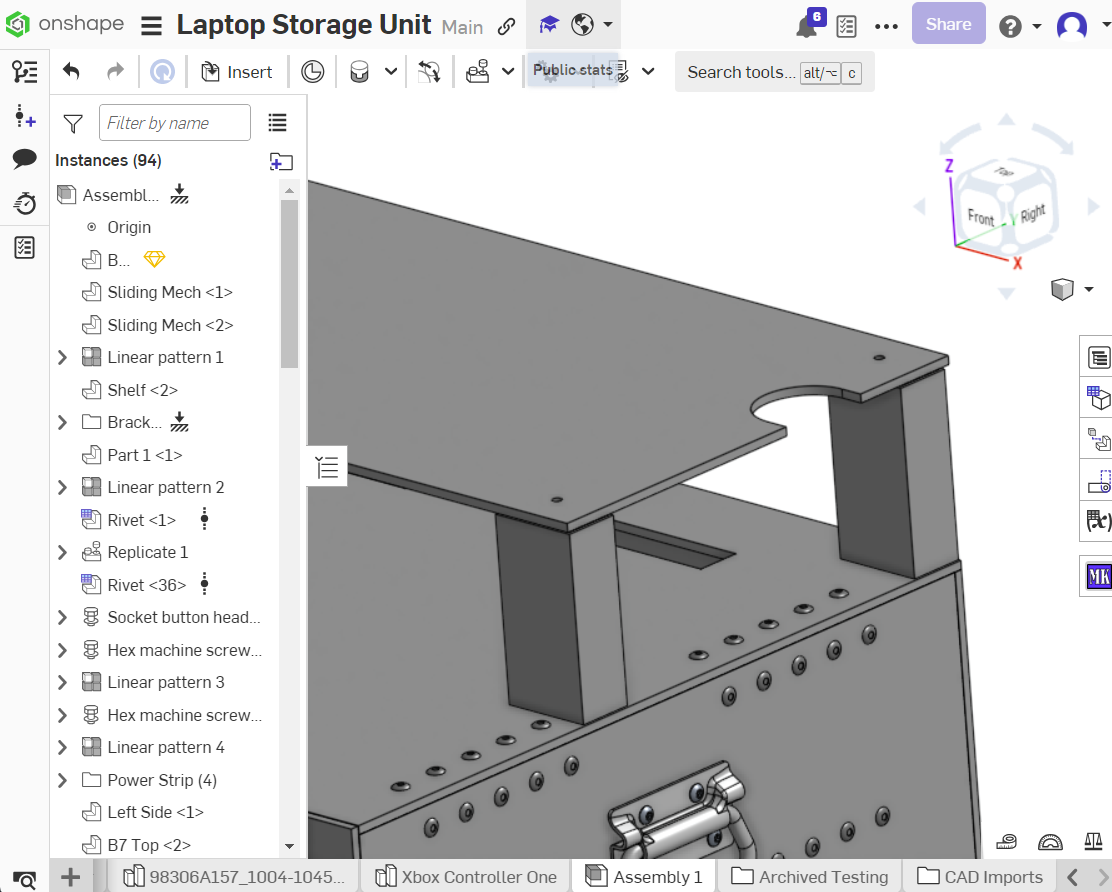 onshape Laptop Storage Unit Main 6 Share
Insert Public stats Search tools... alt/⌥ c
Filter by name
Instances (94)
Assembl...
Origin
B...
Sliding Mech <1>
Sliding Mech <2>
Linear pattern 1
Shelf <2>
Brack...
Part 1 <1>
Linear pattern 2
Rivet <1>
Replicate 1
Rivet <36>
Socket button head...
Hex machine screw...
Linear pattern 3
Hex machine screw...
Linear pattern 4
Power Strip (4)
Left Side <1>
B7 Top <2>
Z
Top
Front
Y
Right
X
(x)
MK
98306A157_1004-1045... Xbox Controller One Assembly 1 Archived Testing CAD Imports